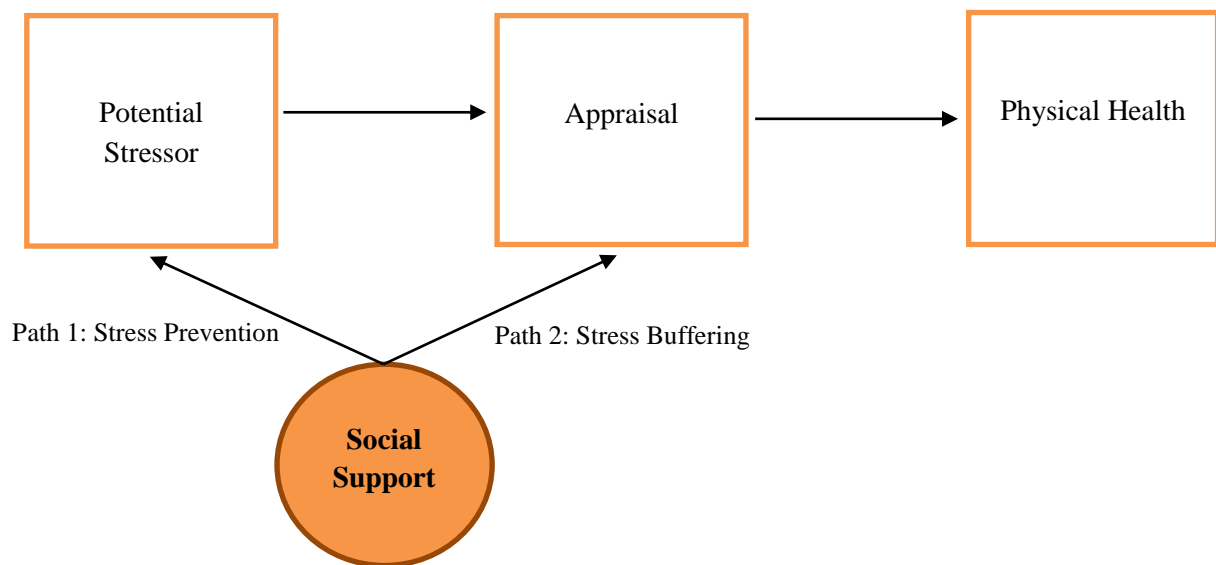 Potential
Stressor
Appraisal
Physical Health
Path 1: Stress Prevention
Path 2: Stress Buffering
Social
Support